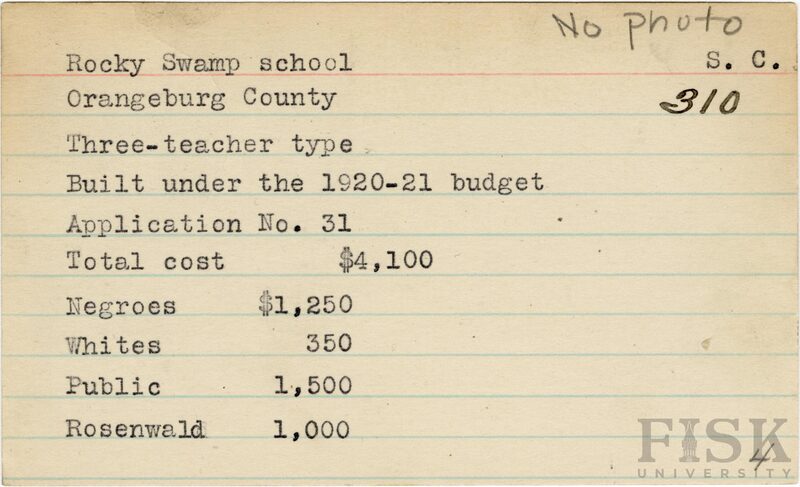 No photo
Rocky Swamp school S. C.
Orangeburg County 310
Three-teacher type
Built under the 1920-21 budget
Application No. 31
Total cost $4,100
Negroes $1,250
Whites 350
Public 1,500
Rosenwald 1,000
FISK
UNIVERSITY
4